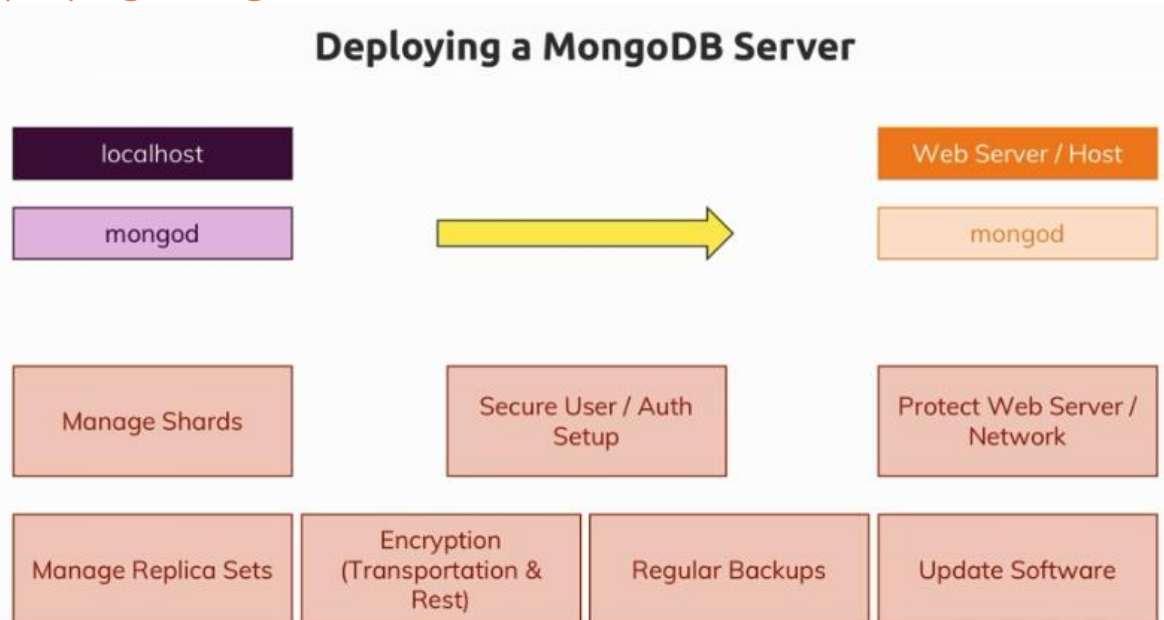 Deploying a MongoDB Server
localhost
Web Server / Host
mongod
mongod
Manage Shards
Secure User / Auth
Setup
Protect Web Server /
Network
Manage Replica Sets
Encryption
(Transportation &
Rest)
Regular Backups
Update Software